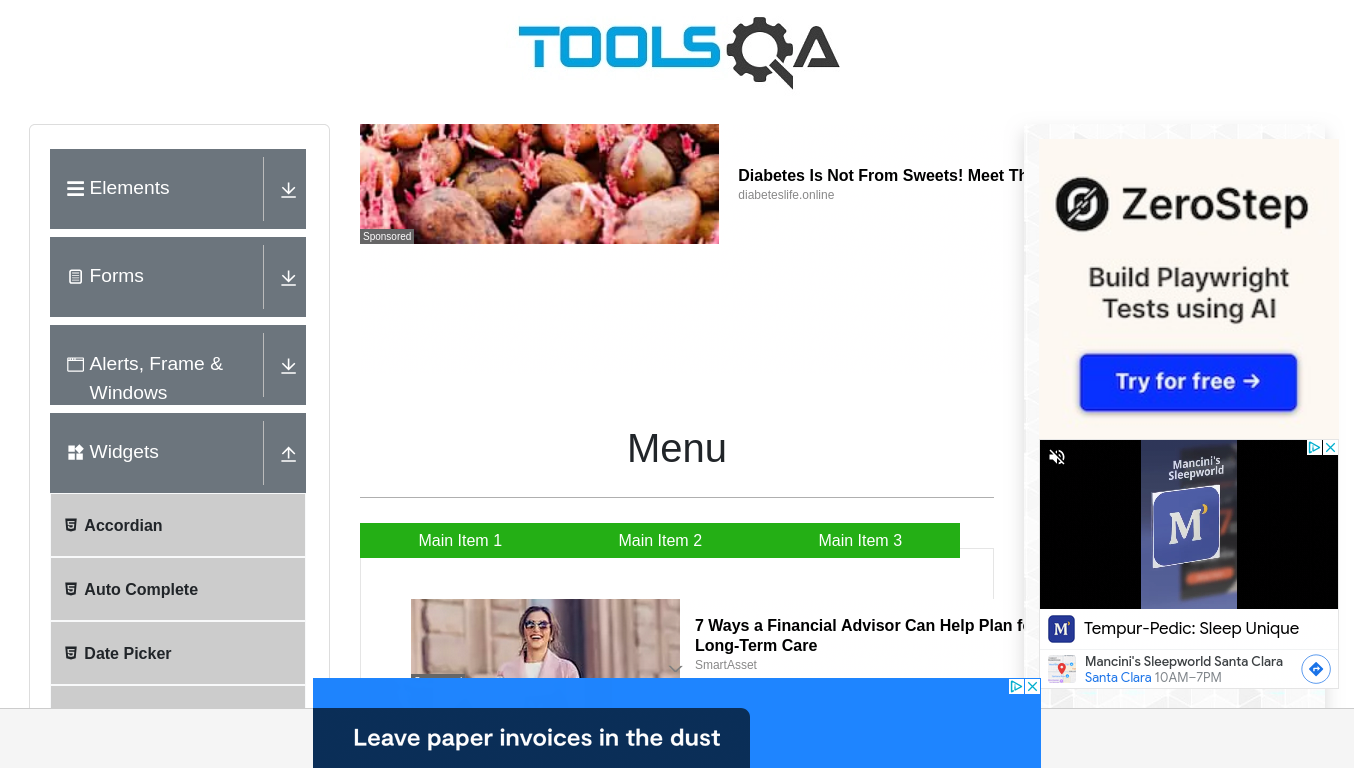 TOOLSQA
Elements
Forms
Alerts, Frame &
Windows
Widgets
Accordian
Auto Complete
Date Picker
Sponsored
Diabetes Is Not From Sweets! Meet Th
diabeteslife.online
Menu
Main Item 1
Main Item 2
Main Item 3
7 Ways a Financial Advisor Can Help Plan f
Long-Term Care
SmartAsset
ZeroStep
Build Playwright
Tests using AI
Try for free →
Mancini's
Sleepworld
M
M
Tempur-Pedic: Sleep Unique
Mancini's Sleepworld Santa Clara
Santa Clara 10AM–7PM
Leave paper invoices in the dust